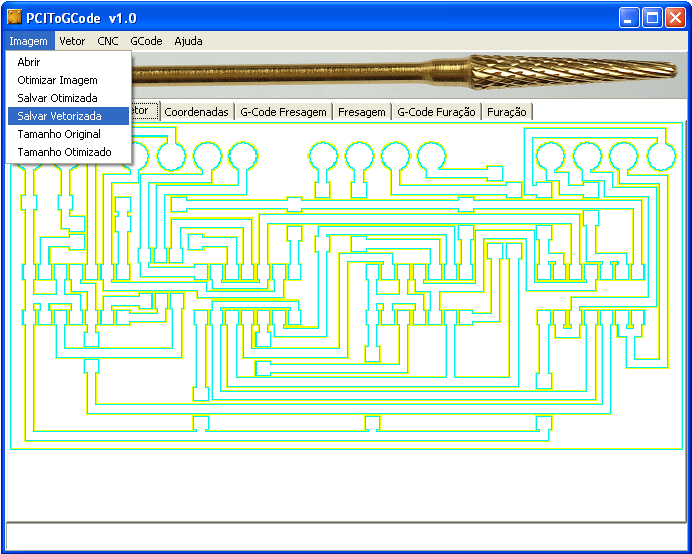 PCIToGCode v1.0
Imagem Vetor CNC GCode Ajuda
Abrir
Otimizar Imagem
Salvar Otimizada
Salvar Vetorizada
Tamanho Original
Tamanho Otimizado
etor Coordenadas G-Code Fresagem Fresagem G-Code Furação Furação